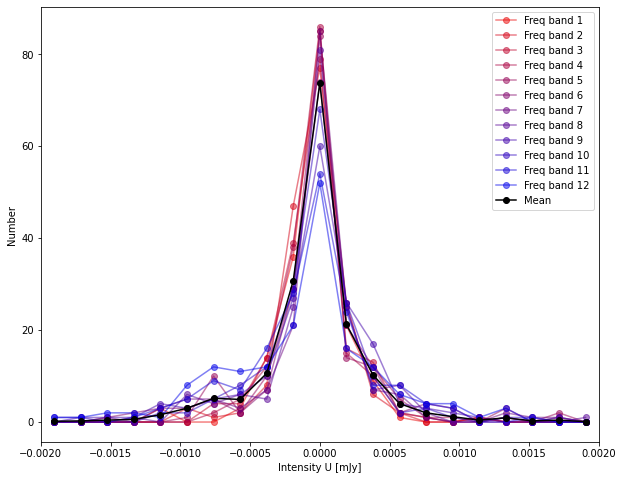 Freq band 1
Freq band 2
Freq band 3
Freq band 4
Freq band 5
Freq band 6
Freq band 7
Freq band 8
Freq band 9
Freq band 10
Freq band 11
Freq band 12
Mean
80
60
40
20
0
Number
−0.0020 −0.0015 −0.0010 −0.0005 0.0000 0.0005 0.0010 0.0015 0.0020
Intensity U [mJy]